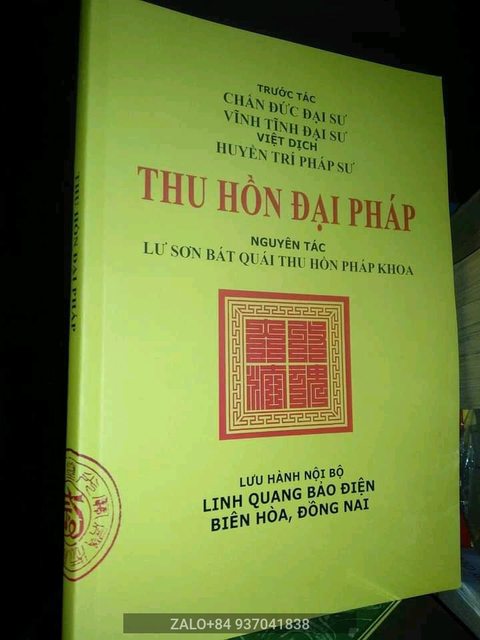 TRƯỚC TÁC
CHÂN ĐỨC ĐẠI SƯ
VĨNH TĨNH ĐẠI SƯ
VIỆT DỊCH
HUYỀN TRÍ PHÁP SƯ
THU HỒN ĐẠI PHÁP
NGUYÊN TÁC
LƯ SƠN BÁT QUÁI THU HỒN PHÁP KHOA
LƯU HÀNH NỘI BỘ
LINH QUANG BẢO ĐIỆN
BIÊN HÒA, ĐỒNG NAI
THU HỒN ĐẠI PHÁP
ZALO+84 937041838